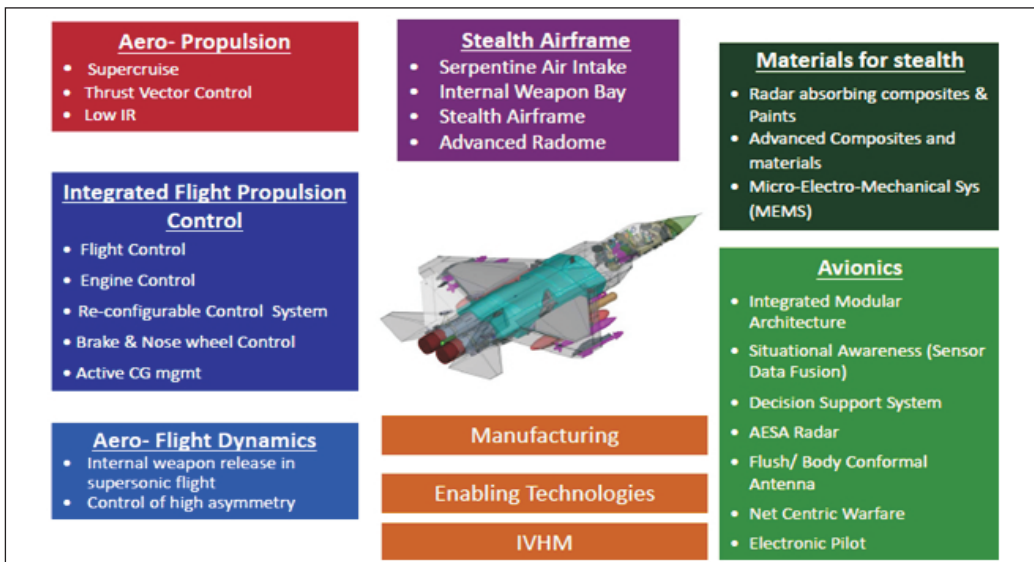 Aero- Propulsion
• Supercruise
• Thrust Vector Control
• Low IR
Integrated Flight Propulsion
Control
• Flight Control
• Engine Control
• Re-configurable Control System
• Brake & Nose wheel Control
• Active CG mgmt
Aero- Flight Dynamics
• Internal weapon release in
supersonic flight
• Control of high asymmetry
Stealth Airframe
• Serpentine Air Intake
• Internal Weapon Bay
• Stealth Airframe
• Advanced Radome
Manufacturing
Enabling Technologies
IVHM
Materials for stealth
• Radar absorbing composites &
Paints
• Advanced Composites and
materials
• Micro-Electro-Mechanical Sys
(MEMS)
Avionics
• Integrated Modular
Architecture
• Situational Awareness (Sensor
Data Fusion)
• Decision Support System
• AESA Radar
• Flush/ Body Conformal
Antenna
• Net Centric Warfare
• Electronic Pilot